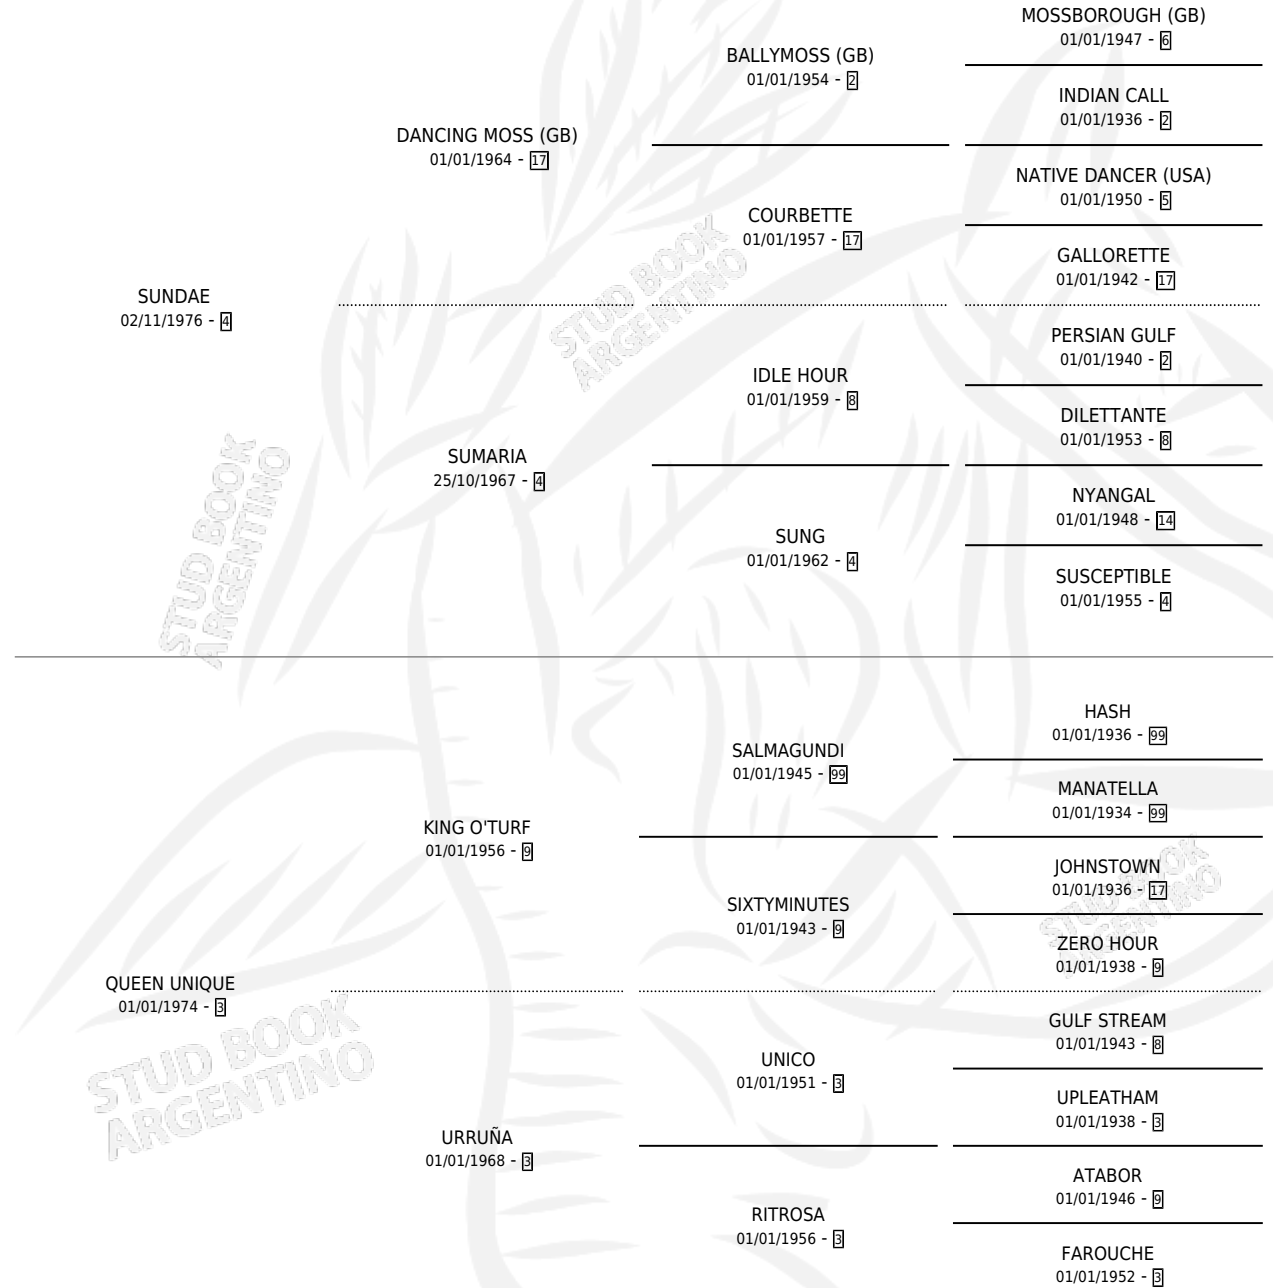 MOSSBOROUGH (GB)
01/01/1947 - 6
BALLYMOSS (GB)
01/01/1954 - 2
INDIAN CALL
01/01/1936 - 2
DANCING MOSS (GB)
01/01/1964 - 17
NATIVE DANCER (USA)
01/01/1950 - 5
COURBETTE
01/01/1957 - 17
GALLORETTE
01/01/1942 - 17
SUNDAE
02/11/1976 - 4
STUD BOOK
ARGENTINO
PERSIAN GULF
01/01/1940 - 2
IDLE HOUR
01/01/1959 - 8
DILETTANTE
01/01/1953 - 8
SUMARIA
25/10/1967 - 4
NYANGAL
01/01/1948 - 14
SUNG
01/01/1962 - 4
SUSCEPTIBLE
01/01/1955 - 4
STUD BOOK
ARGENTINO
HASH
01/01/1936 - 99
SALMAGUNDI
01/01/1945 - 99
MANATELLA
01/01/1934 - 99
KING O'TURF
01/01/1956 - 9
JOHNSTOWN
01/01/1936 - 17
SIXTYMINUTES
01/01/1943 - 9
STUD BOOK
ARGENTINO
ZERO HOUR
01/01/1938 - 9
QUEEN UNIQUE
01/01/1974 - 3
STUD BOOK
ARGENTINO
GULF STREAM
01/01/1943 - 8
UNICO
01/01/1951 - 3
UPLEATHAM
01/01/1938 - 3
URRUÑA
01/01/1968 - 3
ATABOR
01/01/1946 - 9
RITROSA
01/01/1956 - 3
FAROUCHE
01/01/1952 - 3